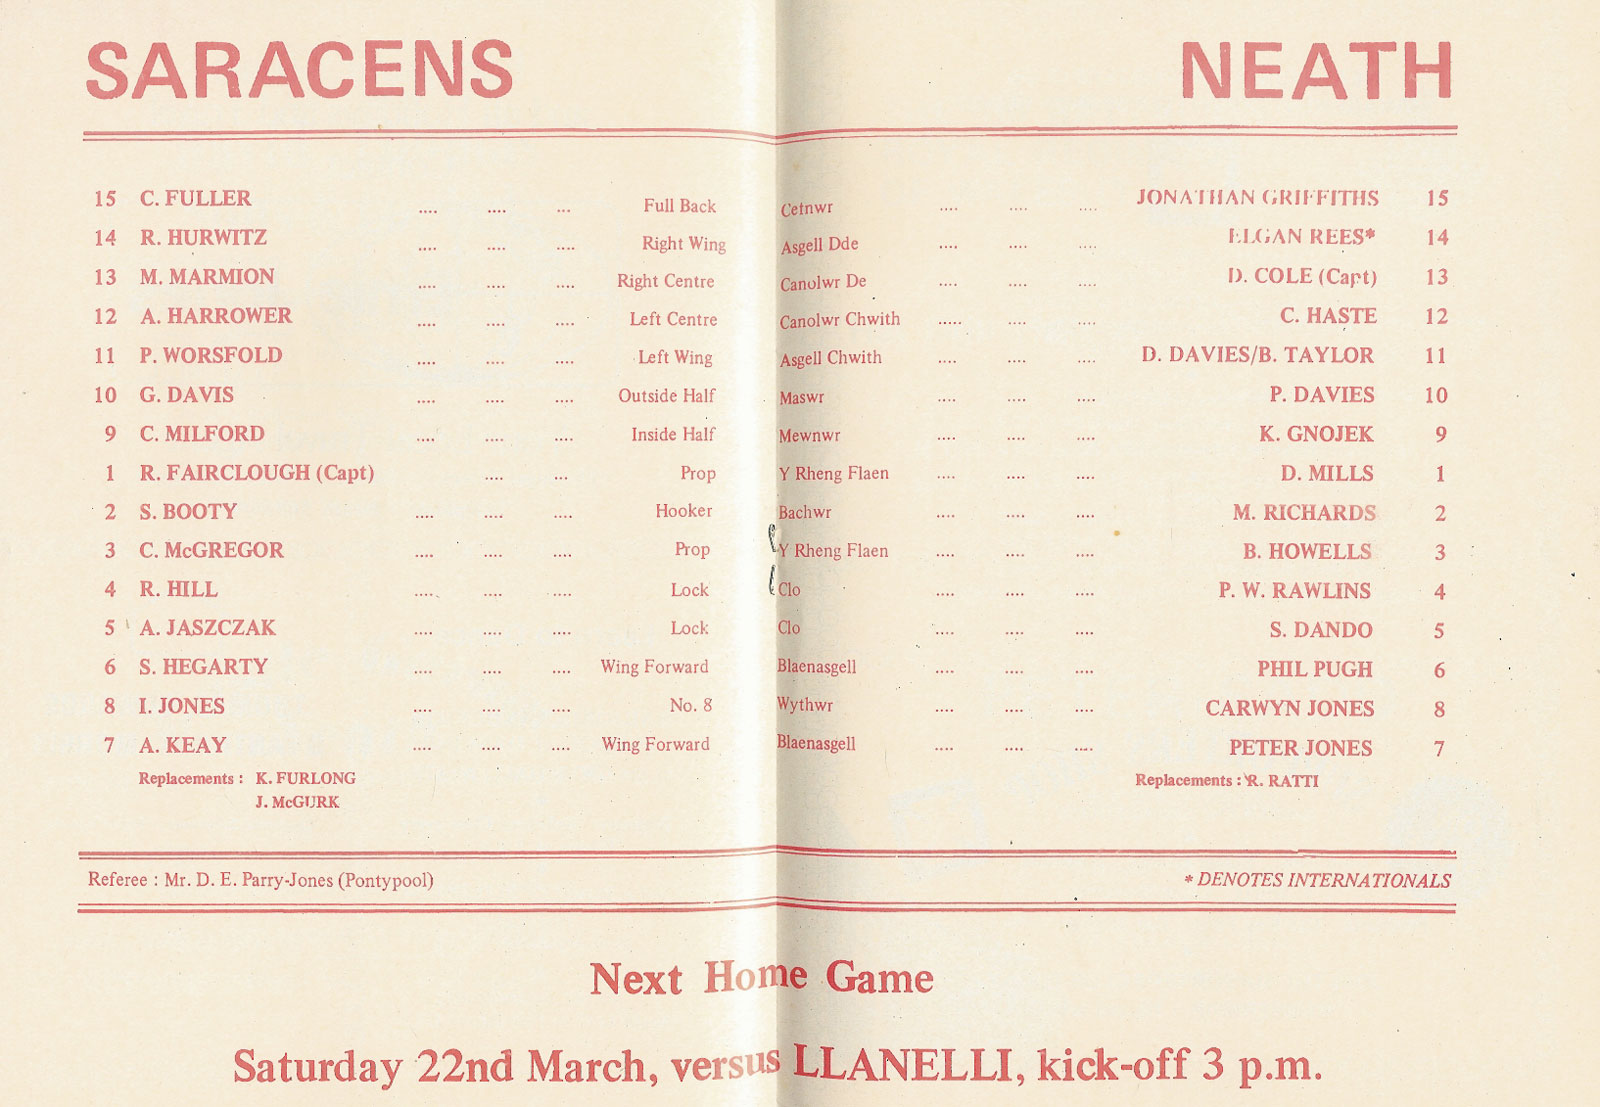 SARACENS NEATH
15 C. FULLER .... .... ... Full Back Cefnwr .... .... .... JONATHAN GRIFFITHS 15
14 R. HURWITZ .... .... .... Right Wing Asgell Dde .... .... .... ELGAN REES* 14
13 M. MARMION .... .... .... Right Centre Canolwr De .... .... .... D. COLE (Capt) 13
12 A. HARROWER .... .... .... Left Centre Canolwr Chwith ..... .... .... C. HASTE 12
11 P. WORSFOLD .... .... .... Left Wing Asgell Chwith .... .... .... D. DAVIES/B. TAYLOR 11
10 G. DAVIS .... .... .... Outside Half Maswr .... .... .... P. DAVIES 10
9 C. MILFORD .... .... .... Inside Half Mewnwr .... .... .... K. GNOJEK 9
1 R. FAIRCLOUGH (Capt) .... ... Prop Y Rheng Flaen .... .... .... D. MILLS 1
2 S. BOOTY .... .... .... Hooker Bachwr .... .... .... M. RICHARDS 2
3 C. McGREGOR .... .... .... Prop Y Rheng Flaen .... .... .... B. HOWELLS 3
4 R. HILL .... .... .... Lock Clo .... .... .... P. W. RAWLINS 4
5 A. JASZCZAK .... .... .... Lock Clo .... .... .... S. DANDO 5
6 S. HEGARTY .... .... .... Wing Forward Blaenasgell .... .... .... PHIL PUGH 6
8 I. JONES .... .... .... No. 8 Wythwr .... .... .... CARWYN JONES 8
7 A. KEAY .... .... .... Wing Forward Blaenasgell .... .... .... PETER JONES 7
Replacements : K. FURLONG Replacements : R. RATTI
J. McGURK
Referee : Mr. D. E. Parry-Jones (Pontypool) * DENOTES INTERNATIONALS
Next Home Game
Saturday 22nd March, versus LLANELLI, kick-off 3 p.m.